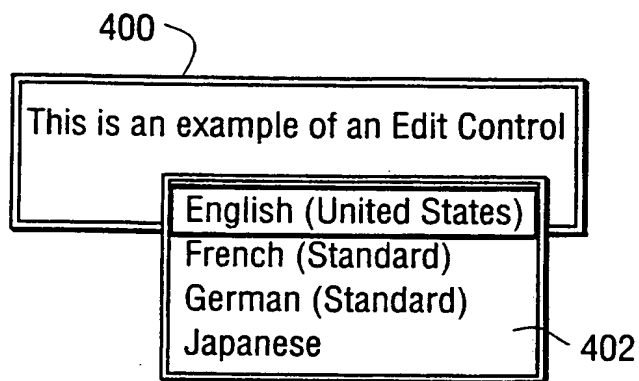 400
This is an example of an Edit Control
English (United States)
French (Standard)
German (Standard)
Japanese
402